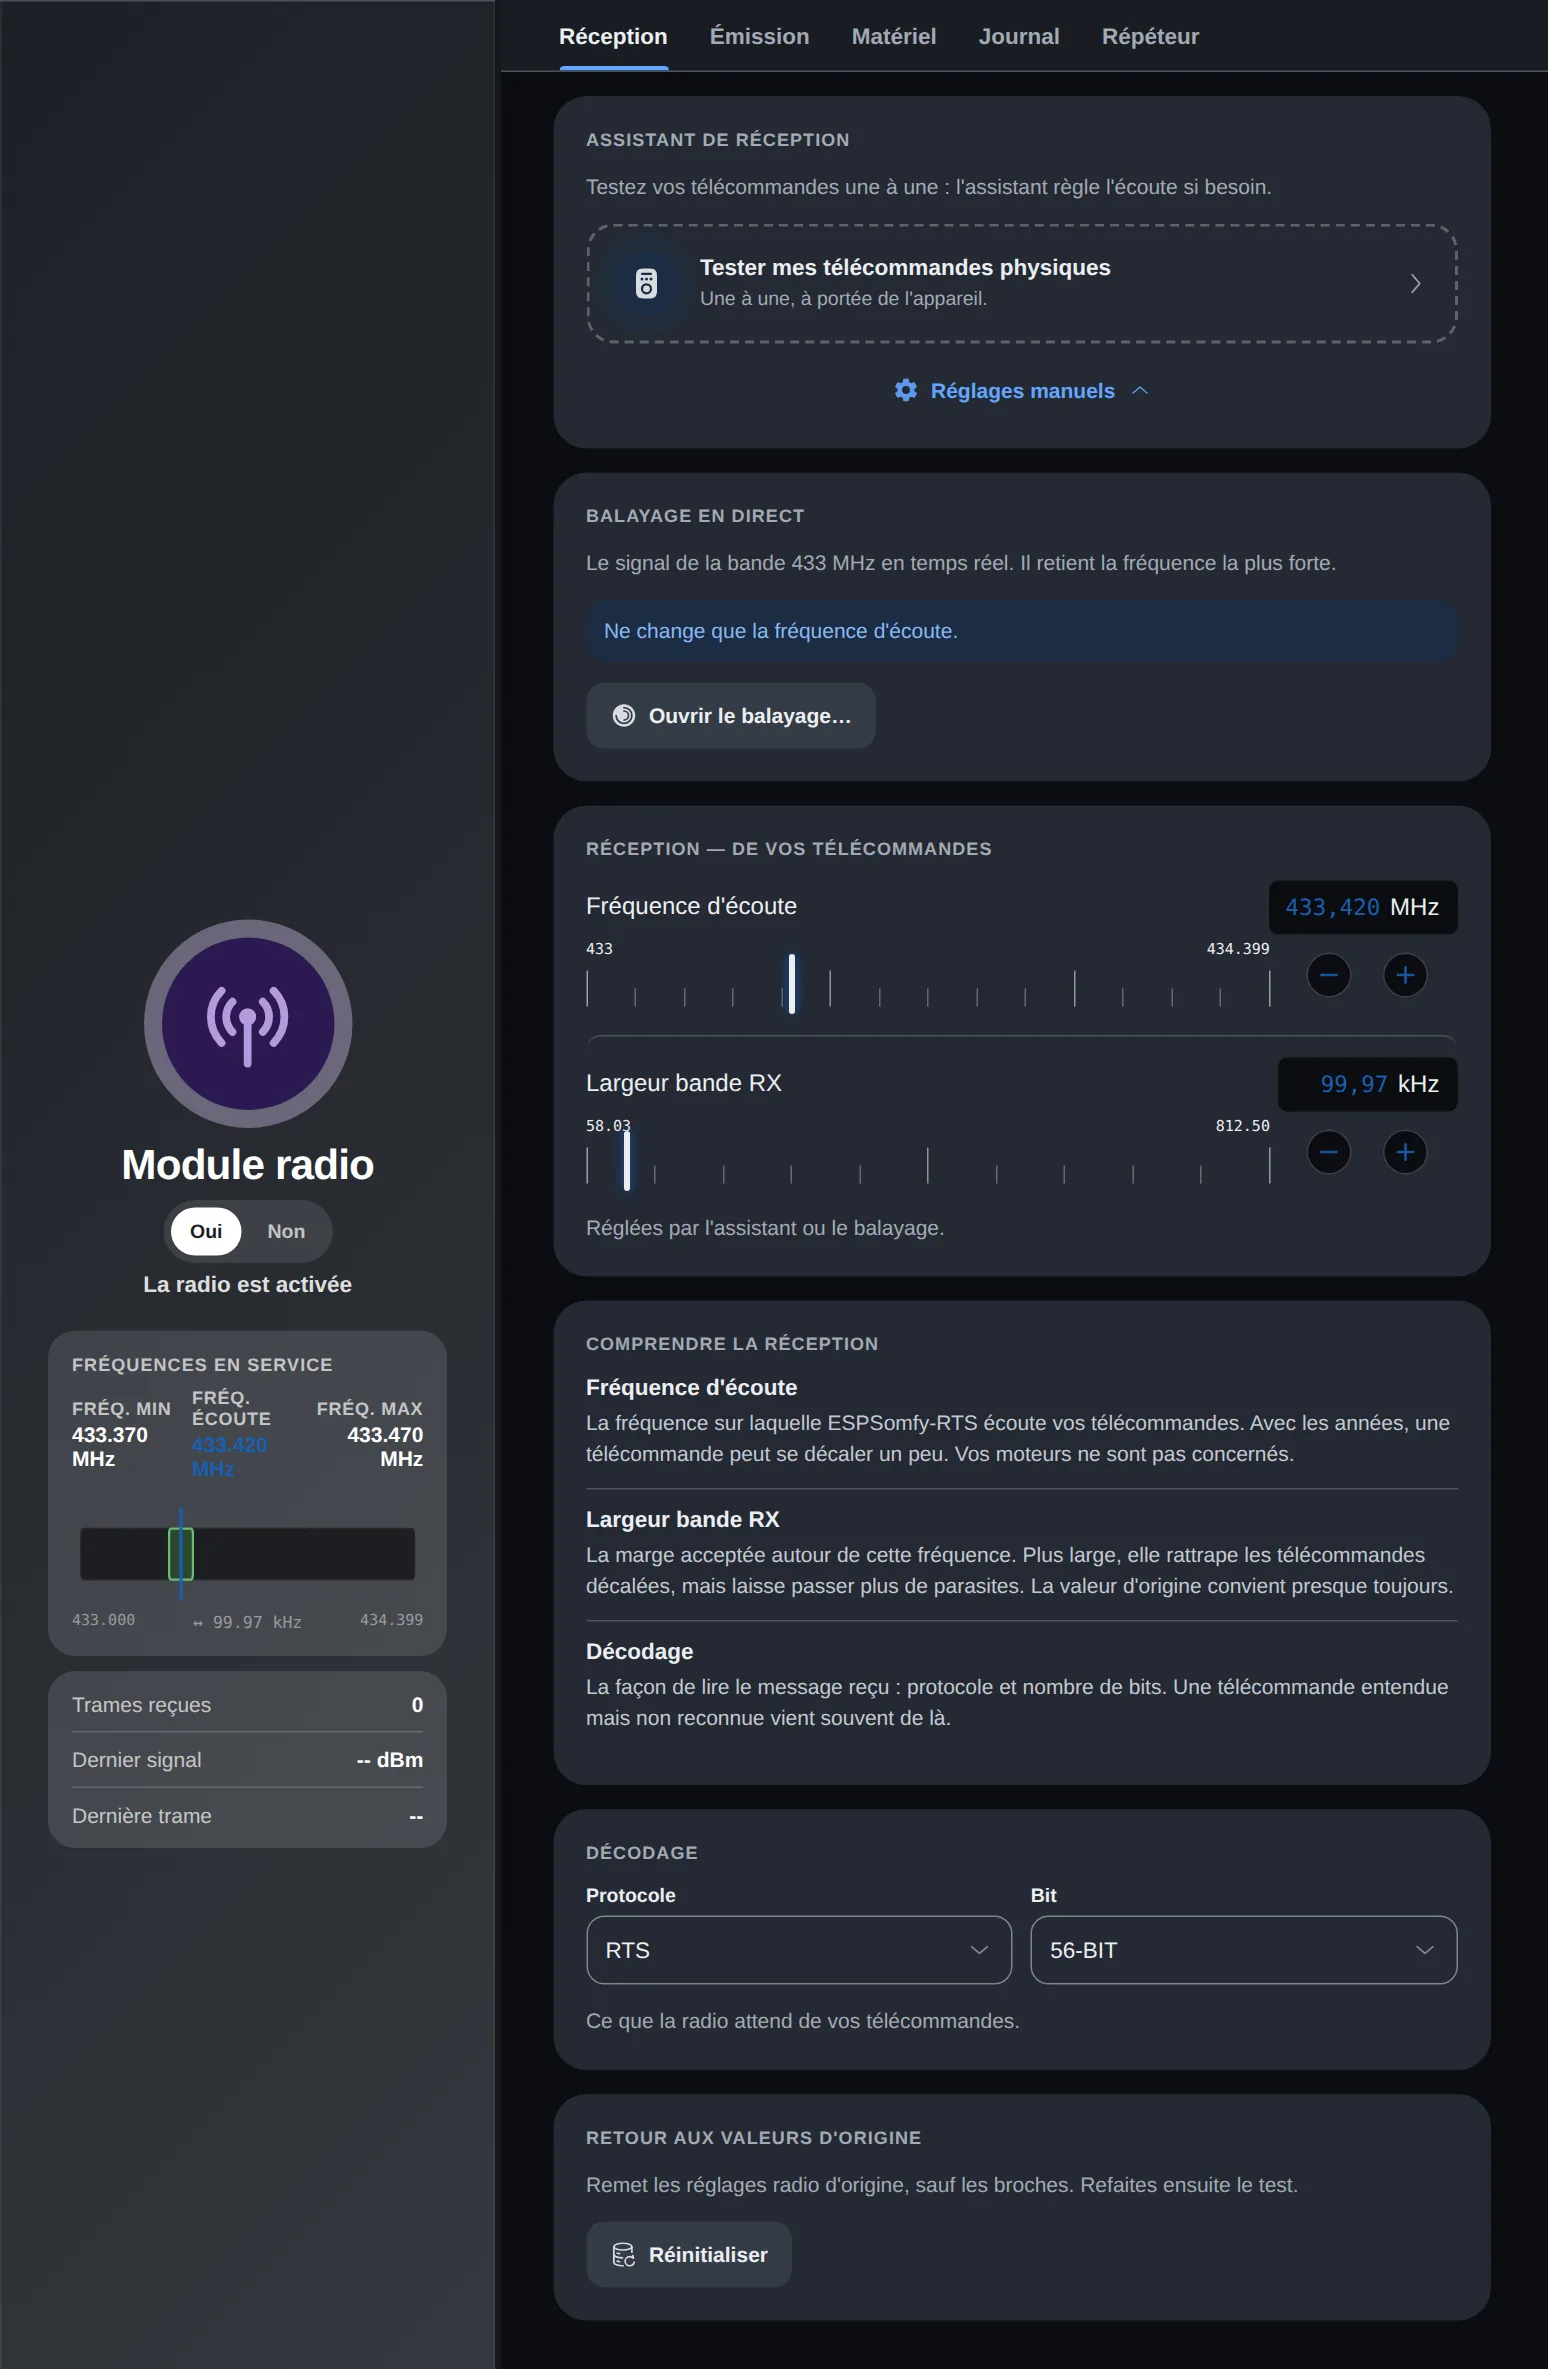 Module radio
Oui
Non
La radio est activée
FRÉQUENCES EN SERVICE
FRÉQ. MIN
433.370
MHz
FRÉQ.
ÉCOUTE
433.420
MHz
FRÉQ. MAX
433.470
MHz
433.000
↔ 99.97 kHz
434.399
Trames reçues
0
Dernier signal
-- dBm
Dernière trame
--
Réception
Émission
Matériel
Journal
Répéteur
ASSISTANT DE RÉCEPTION
Testez vos télécommandes une à une : l'assistant règle l'écoute si besoin.
Tester mes télécommandes physiques
Une à une, à portée de l'appareil.
Réglages manuels
BALAYAGE EN DIRECT
Le signal de la bande 433 MHz en temps réel. Il retient la fréquence la plus forte.
Ne change que la fréquence d'écoute.
Ouvrir le balayage…
RÉCEPTION — DE VOS TÉLÉCOMMANDES
Fréquence d'écoute
433,420 MHz
433
434.399
Largeur bande RX
99,97 kHz
58.03
812.50
Réglées par l'assistant ou le balayage.
COMPRENDRE LA RÉCEPTION
Fréquence d'écoute
La fréquence sur laquelle ESPSomfy-RTS écoute vos télécommandes. Avec les années, une
télécommande peut se décaler un peu. Vos moteurs ne sont pas concernés.
Largeur bande RX
La marge acceptée autour de cette fréquence. Plus large, elle rattrape les télécommandes
décalées, mais laisse passer plus de parasites. La valeur d'origine convient presque toujours.
Décodage
La façon de lire le message reçu : protocole et nombre de bits. Une télécommande entendue
mais non reconnue vient souvent de là.
DÉCODAGE
Protocole
RTS
Bit
56-BIT
Ce que la radio attend de vos télécommandes.
RETOUR AUX VALEURS D'ORIGINE
Remet les réglages radio d'origine, sauf les broches. Refaites ensuite le test.
Réinitialiser